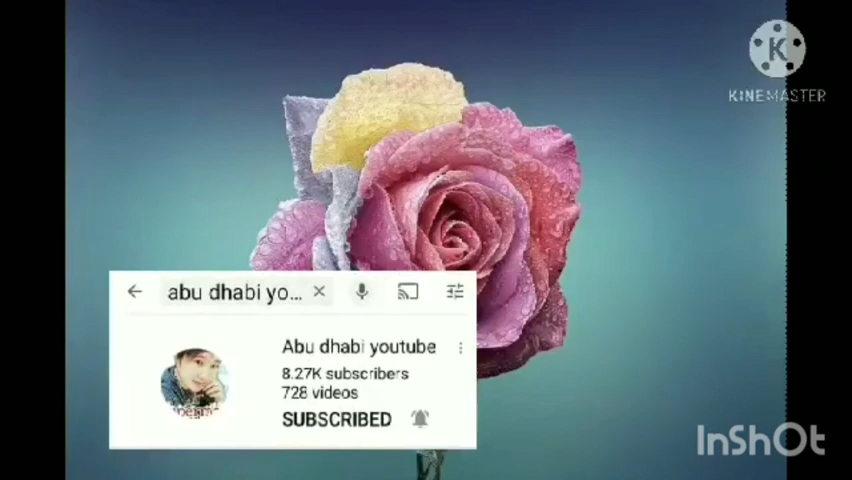 KINEMASTER
abu dhabi yo...
Abu dhabi youtube
8.27K subscribers
728 videos
SUBSCRIBED
InShOt